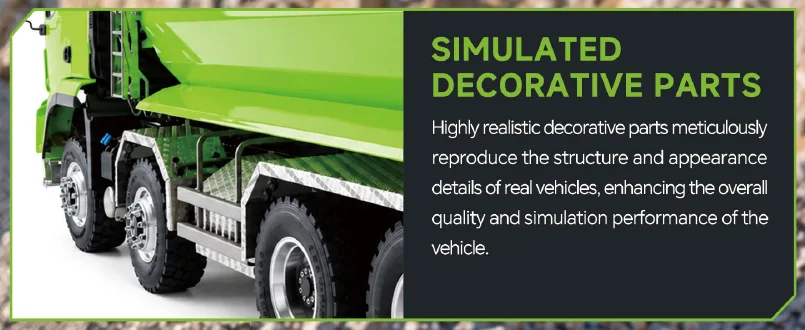 SIMULATED
DECORATIVE PARTS
Highly realistic decorative parts meticulously
reproduce the structure and appearance
details of real vehicles, enhancing the overall
quality and simulation performance of the
vehicle.